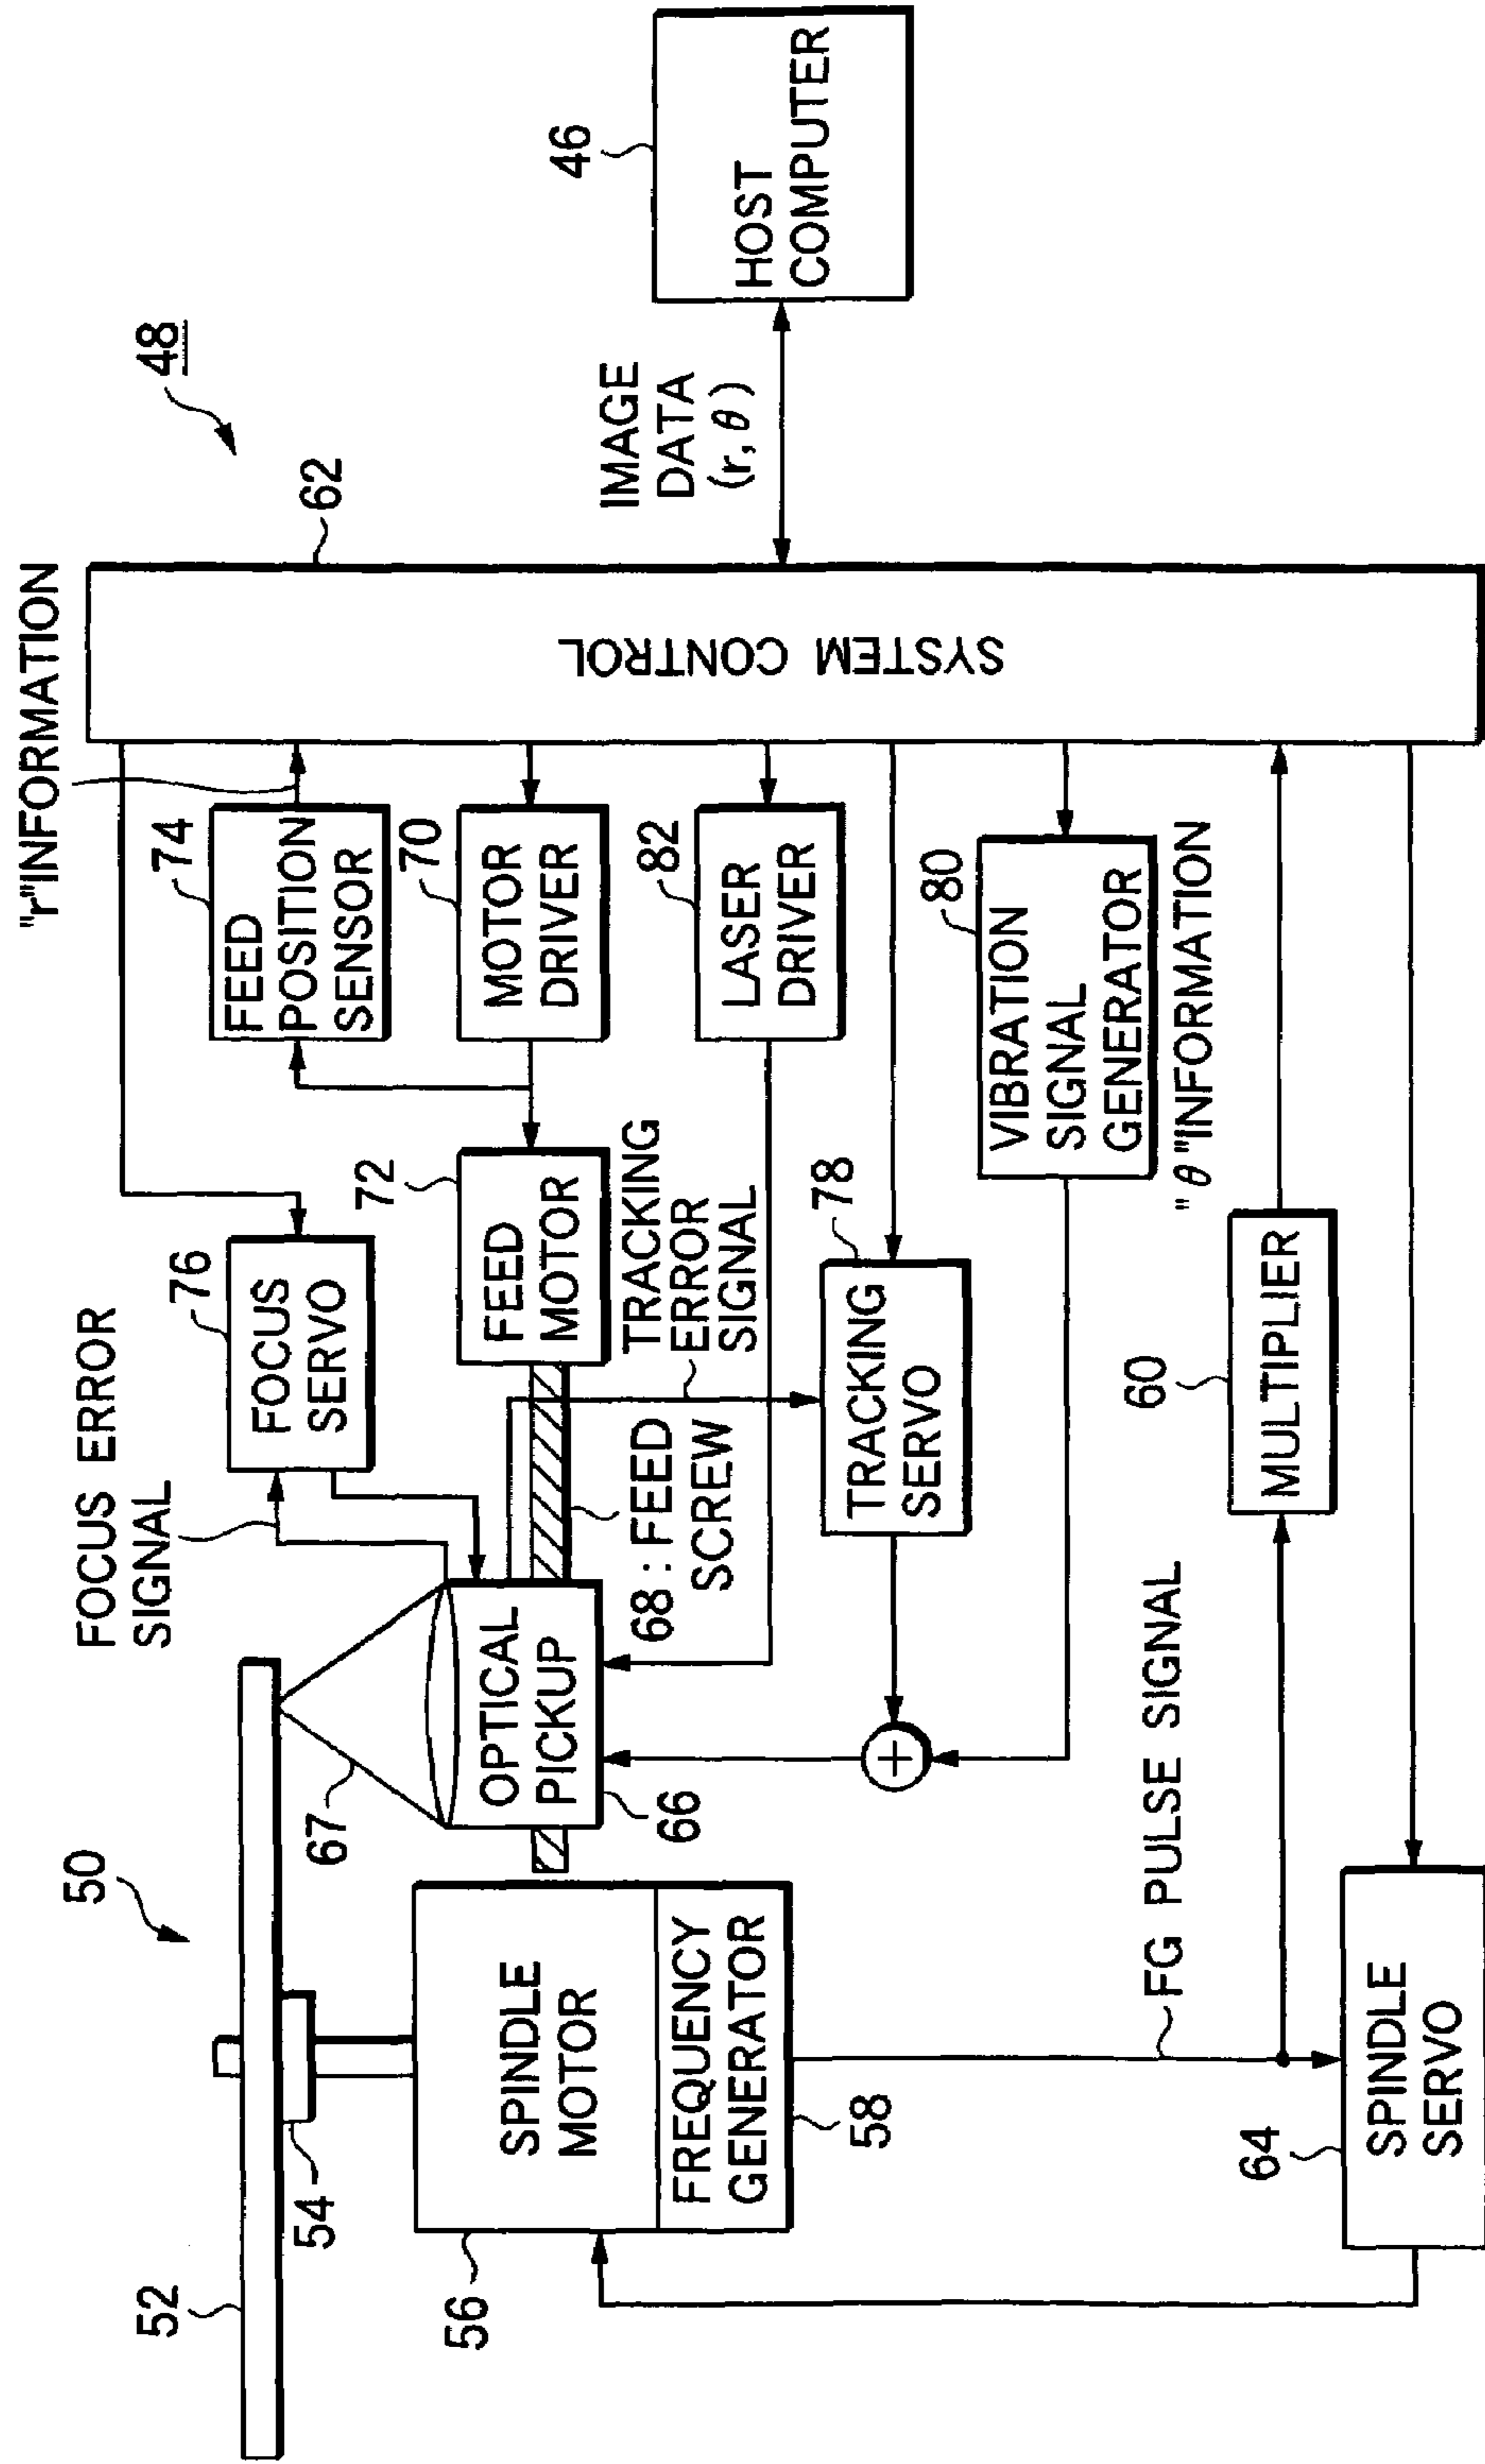 50
52
54
56
SPINDLE
MOTOR
FREQUENCY
GENERATOR
58
FOCUS ERROR
SIGNAL
67
OPTICAL
PICKUP
66
76
FOCUS
SERVO
68 : FEED
SCREW
72
FEED
MOTOR
TRACKING
ERROR
SIGNAL
"r"INFORMATION
74
FEED
POSITION
SENSOR
70
MOTOR
DRIVER
82
LASER
DRIVER
78
TRACKING
SERVO
+
80
VIBRATION
SIGNAL
GENERATOR
"θ"INFORMATION
60
MULTIPLIER
FG PULSE SIGNAL
64
SPINDLE
SERVO
62
SYSTEM CONTROL
48
IMAGE
DATA
(r, θ)
46
HOST
COMPUTER